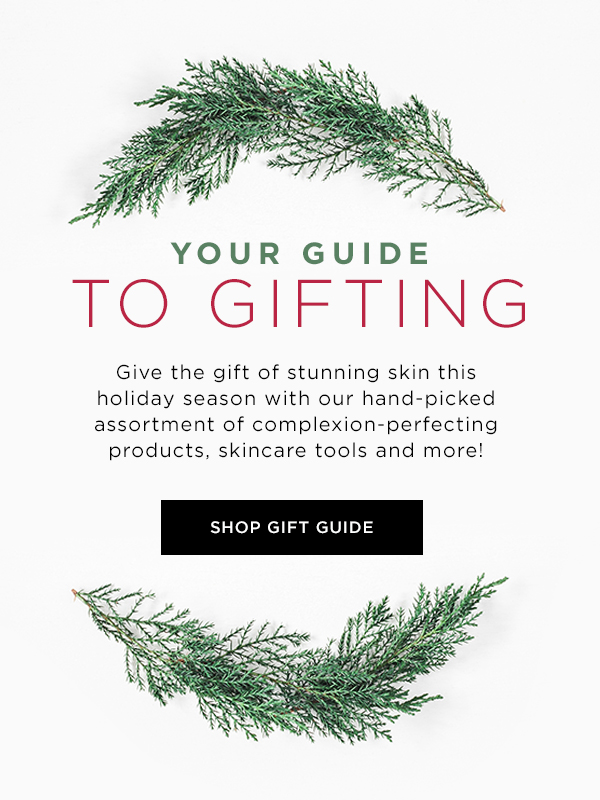 YOUR GUIDE
TO GIFTING
Give the gift of stunning skin this
holiday season with our hand-picked
assortment of complexion-perfecting
products, skincare tools and more!
SHOP GIFT GUIDE